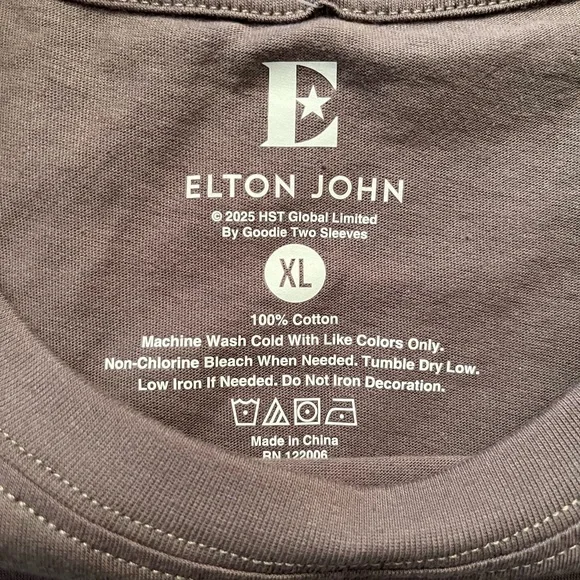 E
ELTON JOHN
© 2025 HST Global Limited
By Goodie Two Sleeves
XL
100% Cotton
Machine Wash Cold With Like Colors Only.
Non-Chlorine Bleach When Needed. Tumble Dry Low.
Low Iron If Needed. Do Not Iron Decoration.
Made in China
RN 122006